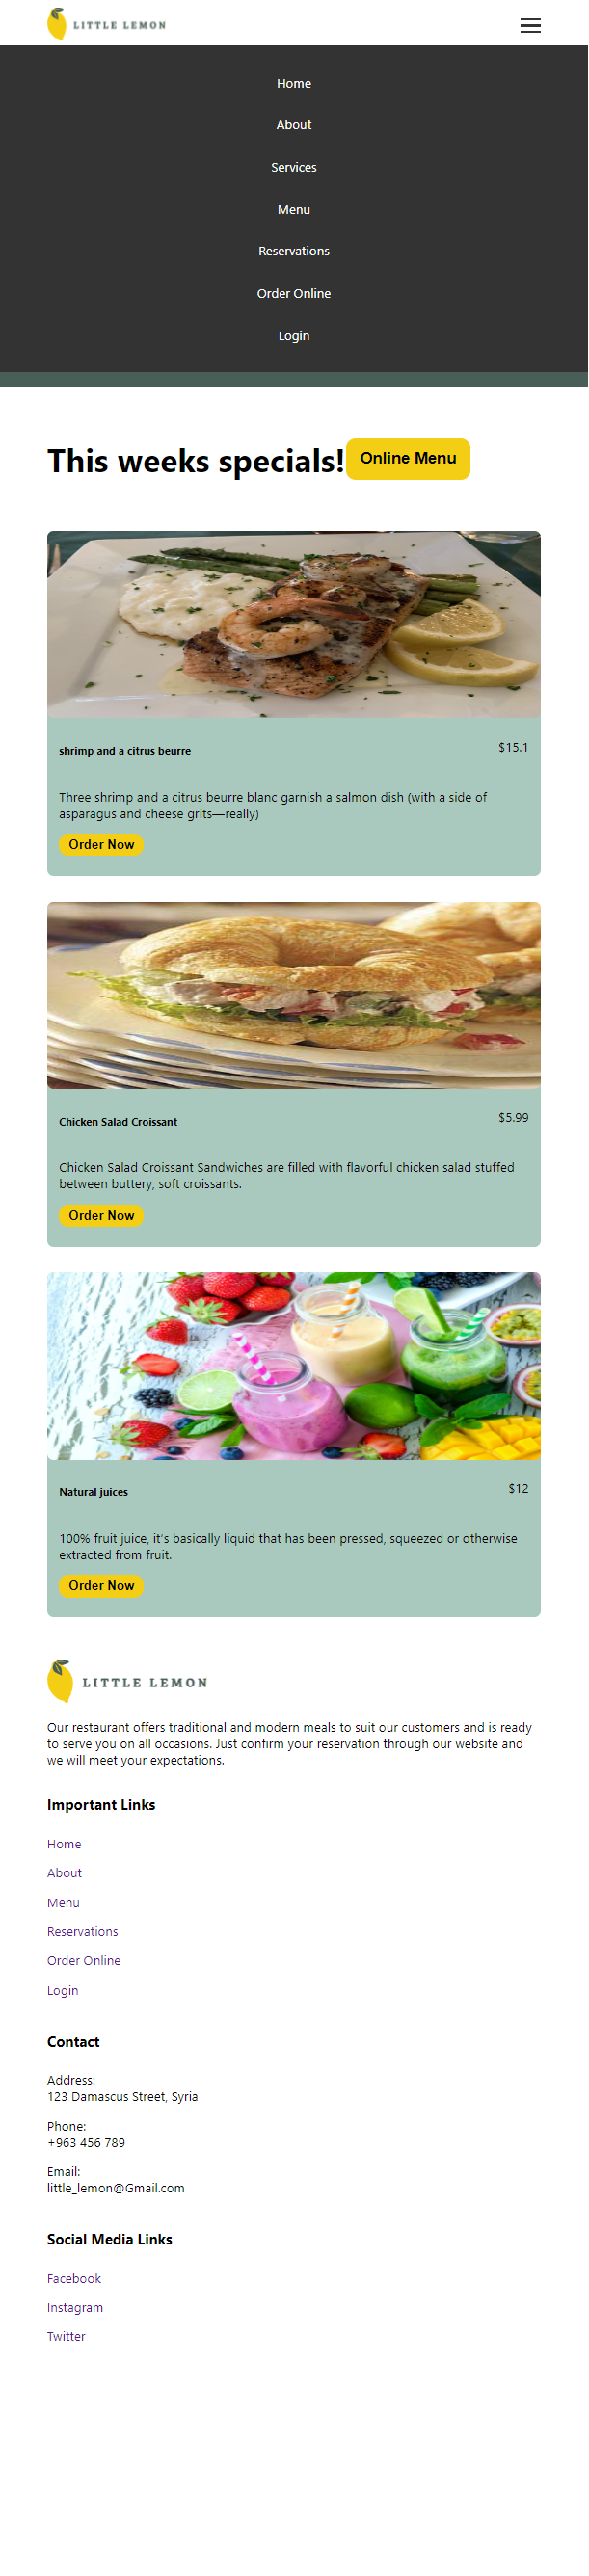 LITTLE LEMON
Home
About
Services
Menu
Reservations
Order Online
Login
This weeks specials!
Online Menu
shrimp and a citrus beurre
$15.1
Three shrimp and a citrus beurre blanc garnish a salmon dish (with a side of
asparagus and cheese grits—really)
Order Now
Chicken Salad Croissant
$5.99
Chicken Salad Croissant Sandwiches are filled with flavorful chicken salad stuffed
between buttery, soft croissants.
Order Now
Natural juices
$12
100% fruit juice, it's basically liquid that has been pressed, squeezed or otherwise
extracted from fruit.
Order Now
LITTLE LEMON
Our restaurant offers traditional and modern meals to suit our customers and is ready
to serve you on all occasions. Just confirm your reservation through our website and
we will meet your expectations.
Important Links
Home
About
Menu
Reservations
Order Online
Login
Contact
Address:
123 Damascus Street, Syria
Phone:
+963 456 789
Email:
little_lemon@Gmail.com
Social Media Links
Facebook
Instagram
Twitter